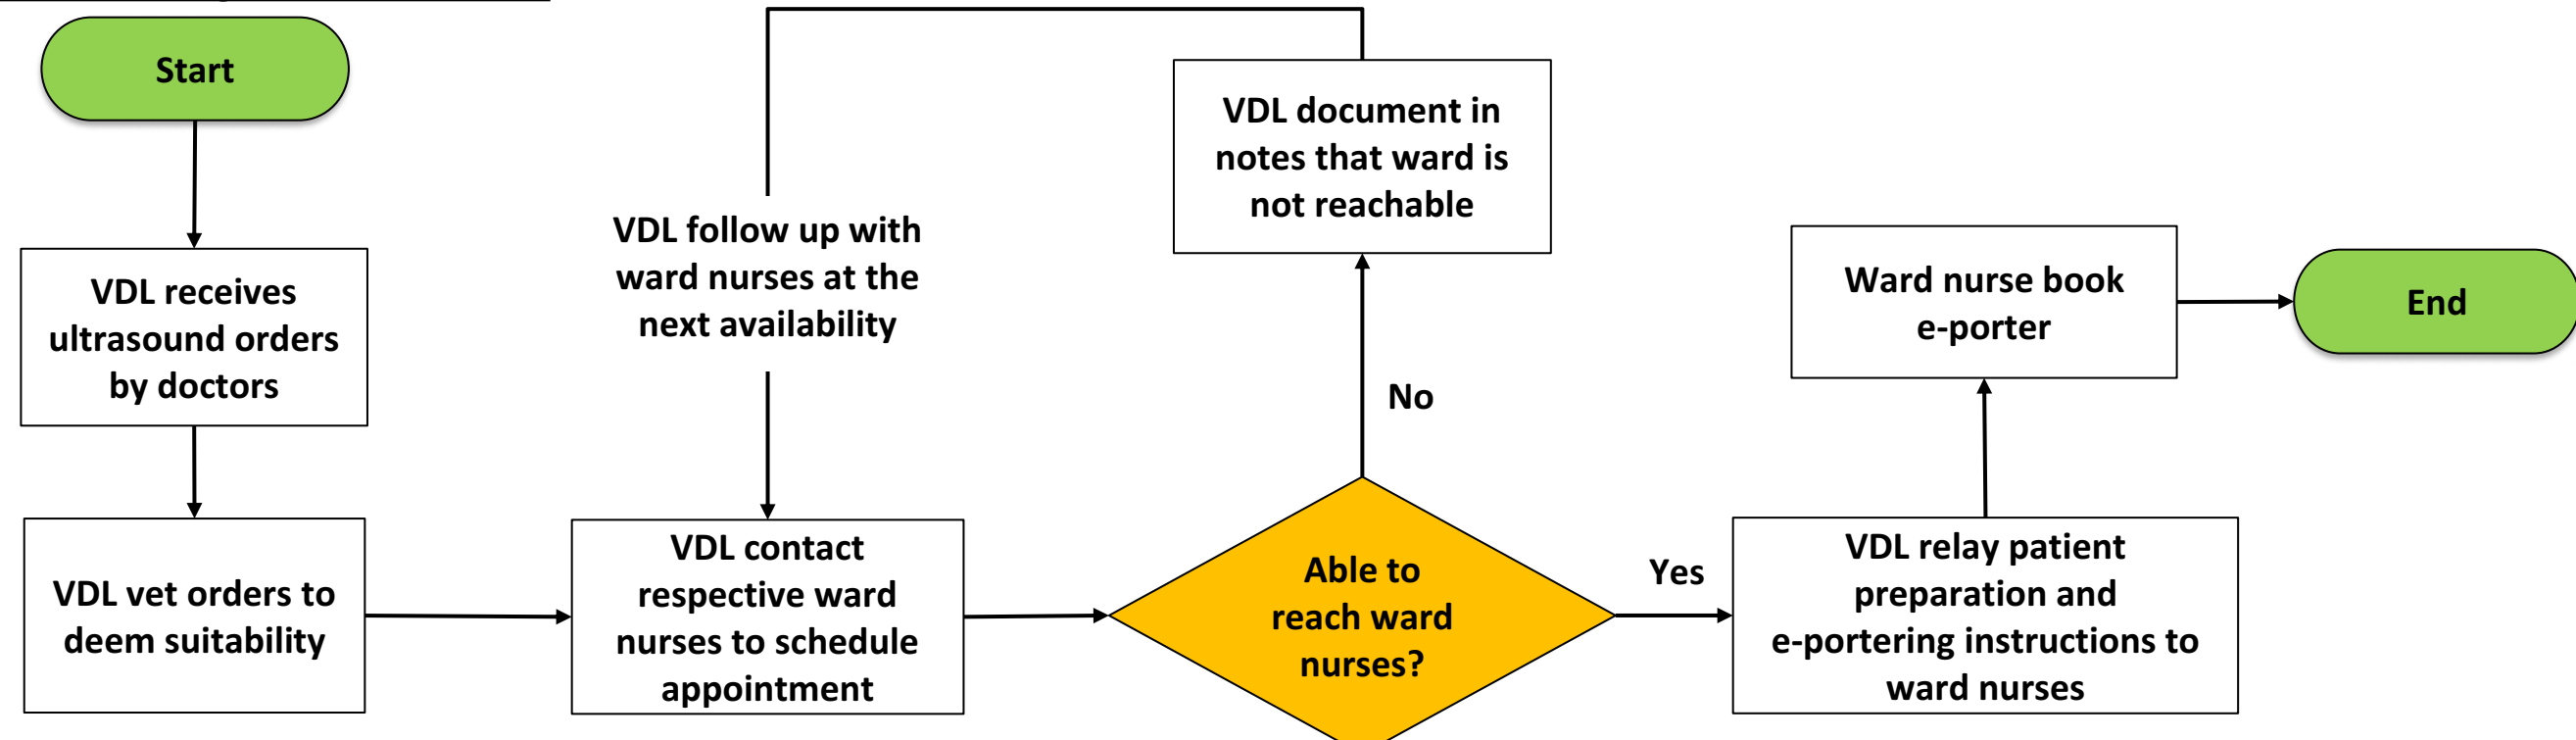 Start
VDL receives
ultrasound orders
by doctors
VDL vet orders to
deem suitability
VDL follow up with
ward nurses at the
next availability
VDL contact
respective ward
nurses to schedule
appointment
VDL document in
notes that ward is
not reachable
No
Able to
reach ward
nurses?
Yes
Ward nurse book
e-porter
VDL relay patient
preparation and
e-portering instructions to
ward nurses
End